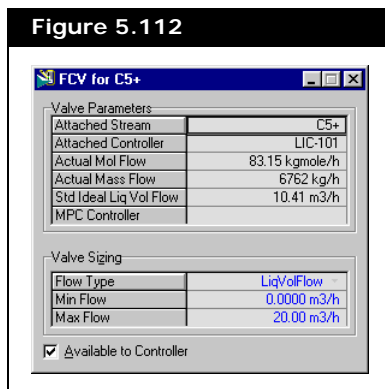 Figure 5.112
FCV for C5+
Valve Parameters
Attached Stream C5+
Attached Controller LIC-101
Actual Mol Flow 83.15 kgmole/h
Actual Mass Flow 6762 kg/h
Std Ideal Liq Vol Flow 10.41 m3/h
MPC Controller
Valve Sizing
Flow Type LiqVolFlow
Min Flow 0.0000 m3/h
Max Flow 20.00 m3/h
Available to Controller